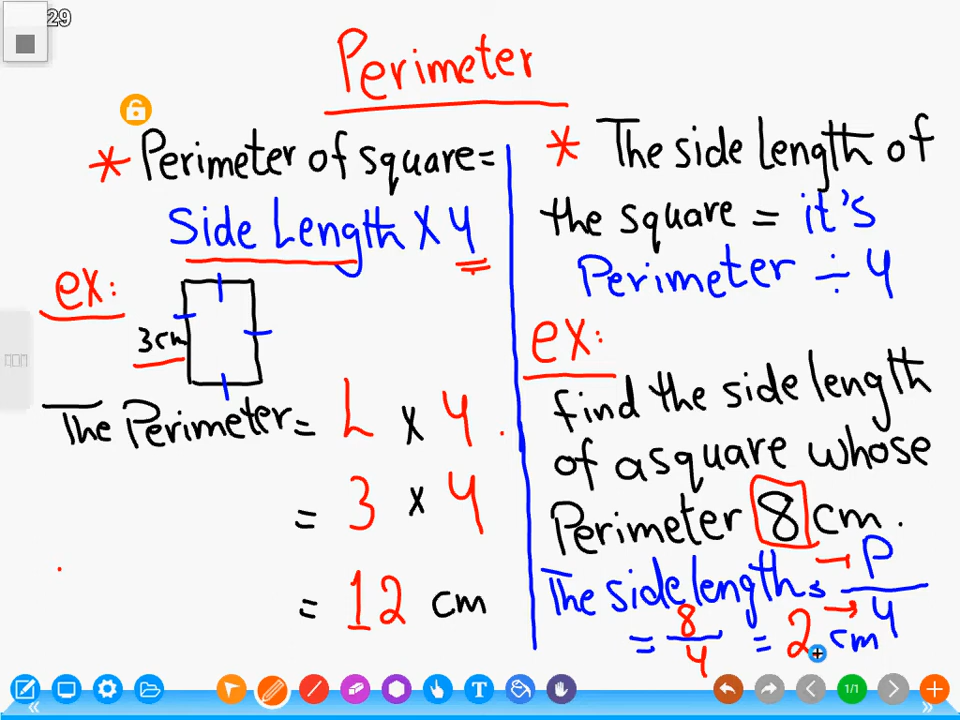 29
Perimeter
* Perimeter of square=
Side Length X 4
ex:
3cm
The Perimeter = L x 4
= 3 x 4
= 12 cm
* The side length of
the square = it's
Perimeter ÷ 4
ex:
find the side length
of a square whose
Perimeter 8 cm.
The side length = P
4
= 8 = 2 cm
4
1/1